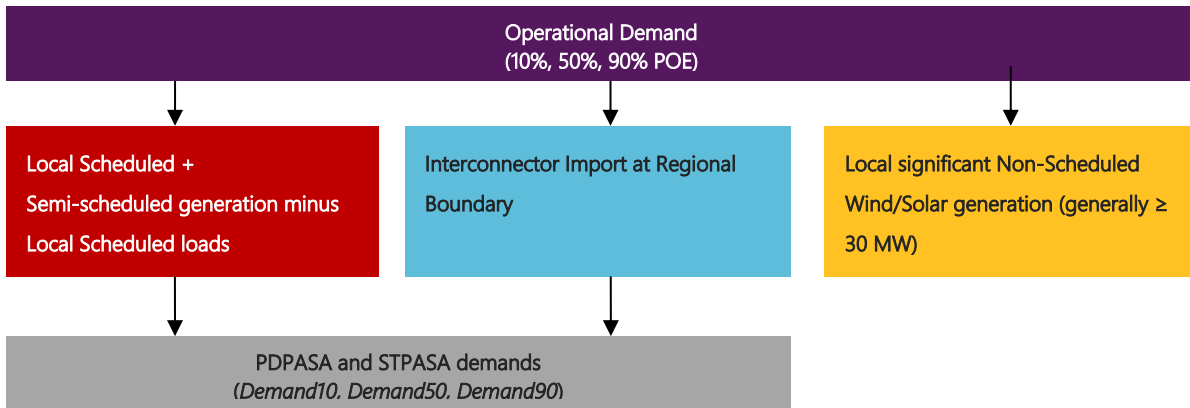 Operational Demand
(10%, 50%, 90% POE)
Local Scheduled +
Semi-scheduled generation minus
Local Scheduled loads
Interconnector Import at Regional
Boundary
Local significant Non-Scheduled
Wind/Solar generation (generally ≥
30 MW)
PDPASA and STPASA demands
(Demand10, Demand50, Demand90)